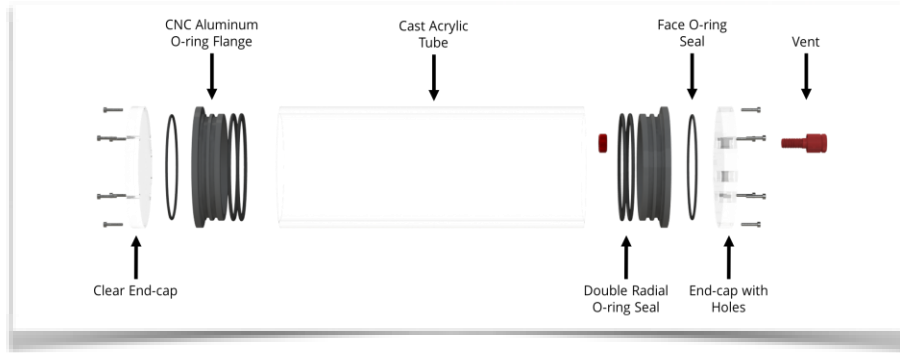 CNC Aluminum
O-ring Flange
Cast Acrylic
Tube
Face O-ring
Seal
Vent
Clear End-cap
Double Radial
O-ring Seal
End-cap with
Holes